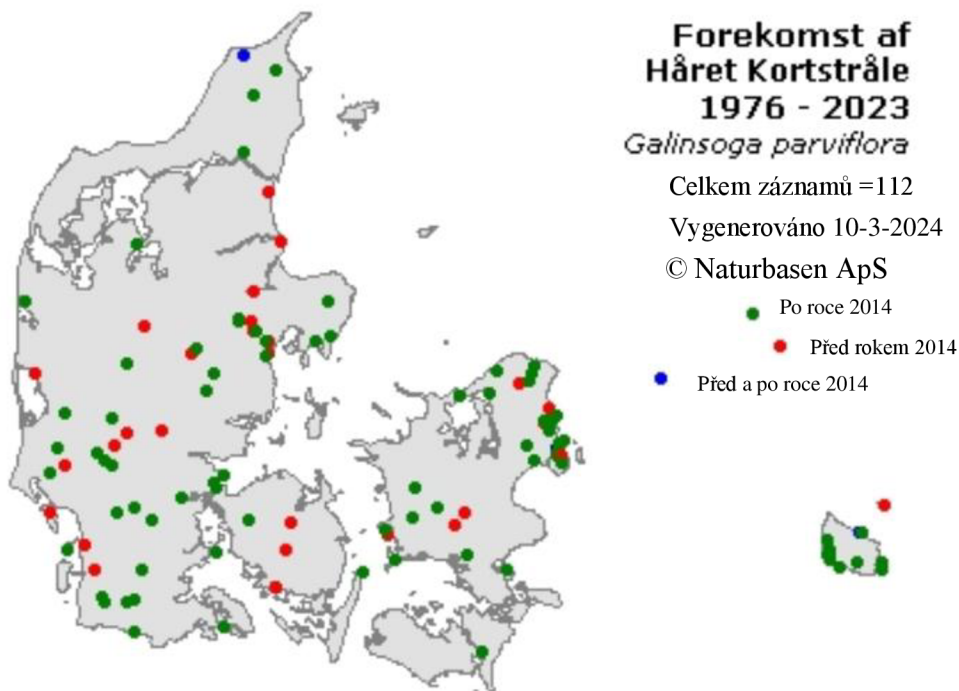 Forekomst af
Håret Kortstråle
1976 - 2023
Galinsoga parviflora
Celkem záznamů =112
Vygenerováno 10-3-2024
© Naturbasen ApS
Po roce 2014
Před rokem 2014
Před a po roce 2014